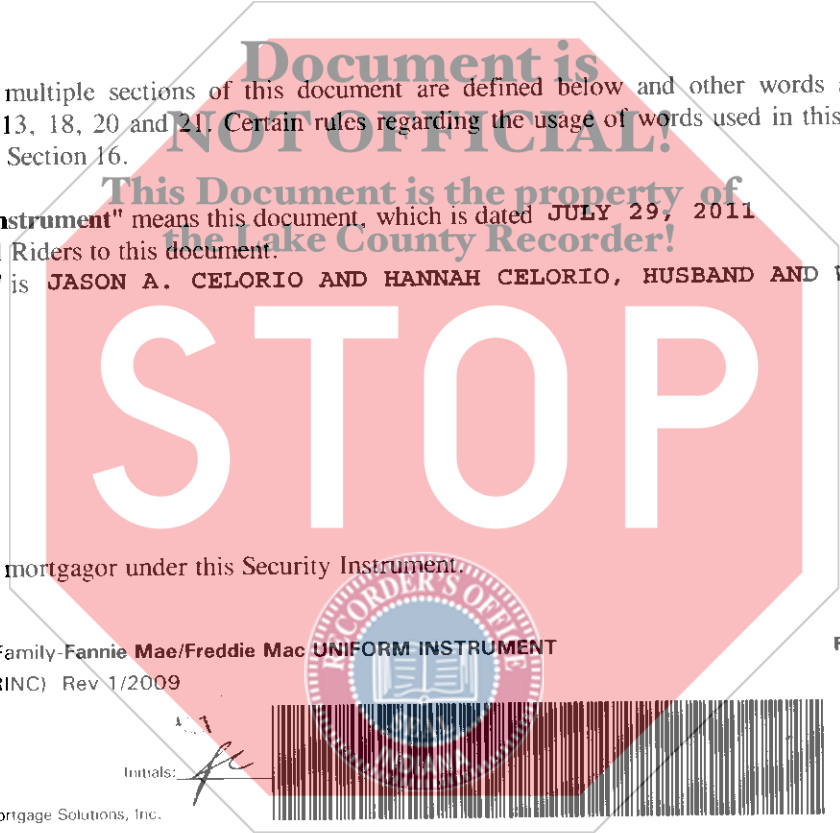 Document is
multiple sections of this document are defined below and other words
13, 18, 20 and 21. Certain rules regarding the usage of words used in this
NOT OFFICIAL!
Section 16.
This Document is the property of
nstrument" means this document, which is dated JULY 29, 2011
the Lake County Recorder!
Riders to this document.
" is JASON A. CELORIO AND HANNAH CELORIO, HUSBAND AND
STOP
mortgagor under this Security Instrument.
RECORDER'S OFFICE
Family-Fannie Mae/Freddie Mac UNIFORM INSTRUMENT
RINC) Rev 1/2009
SEAL
INDIANA
Initials:
ortgage Solutions, Inc.